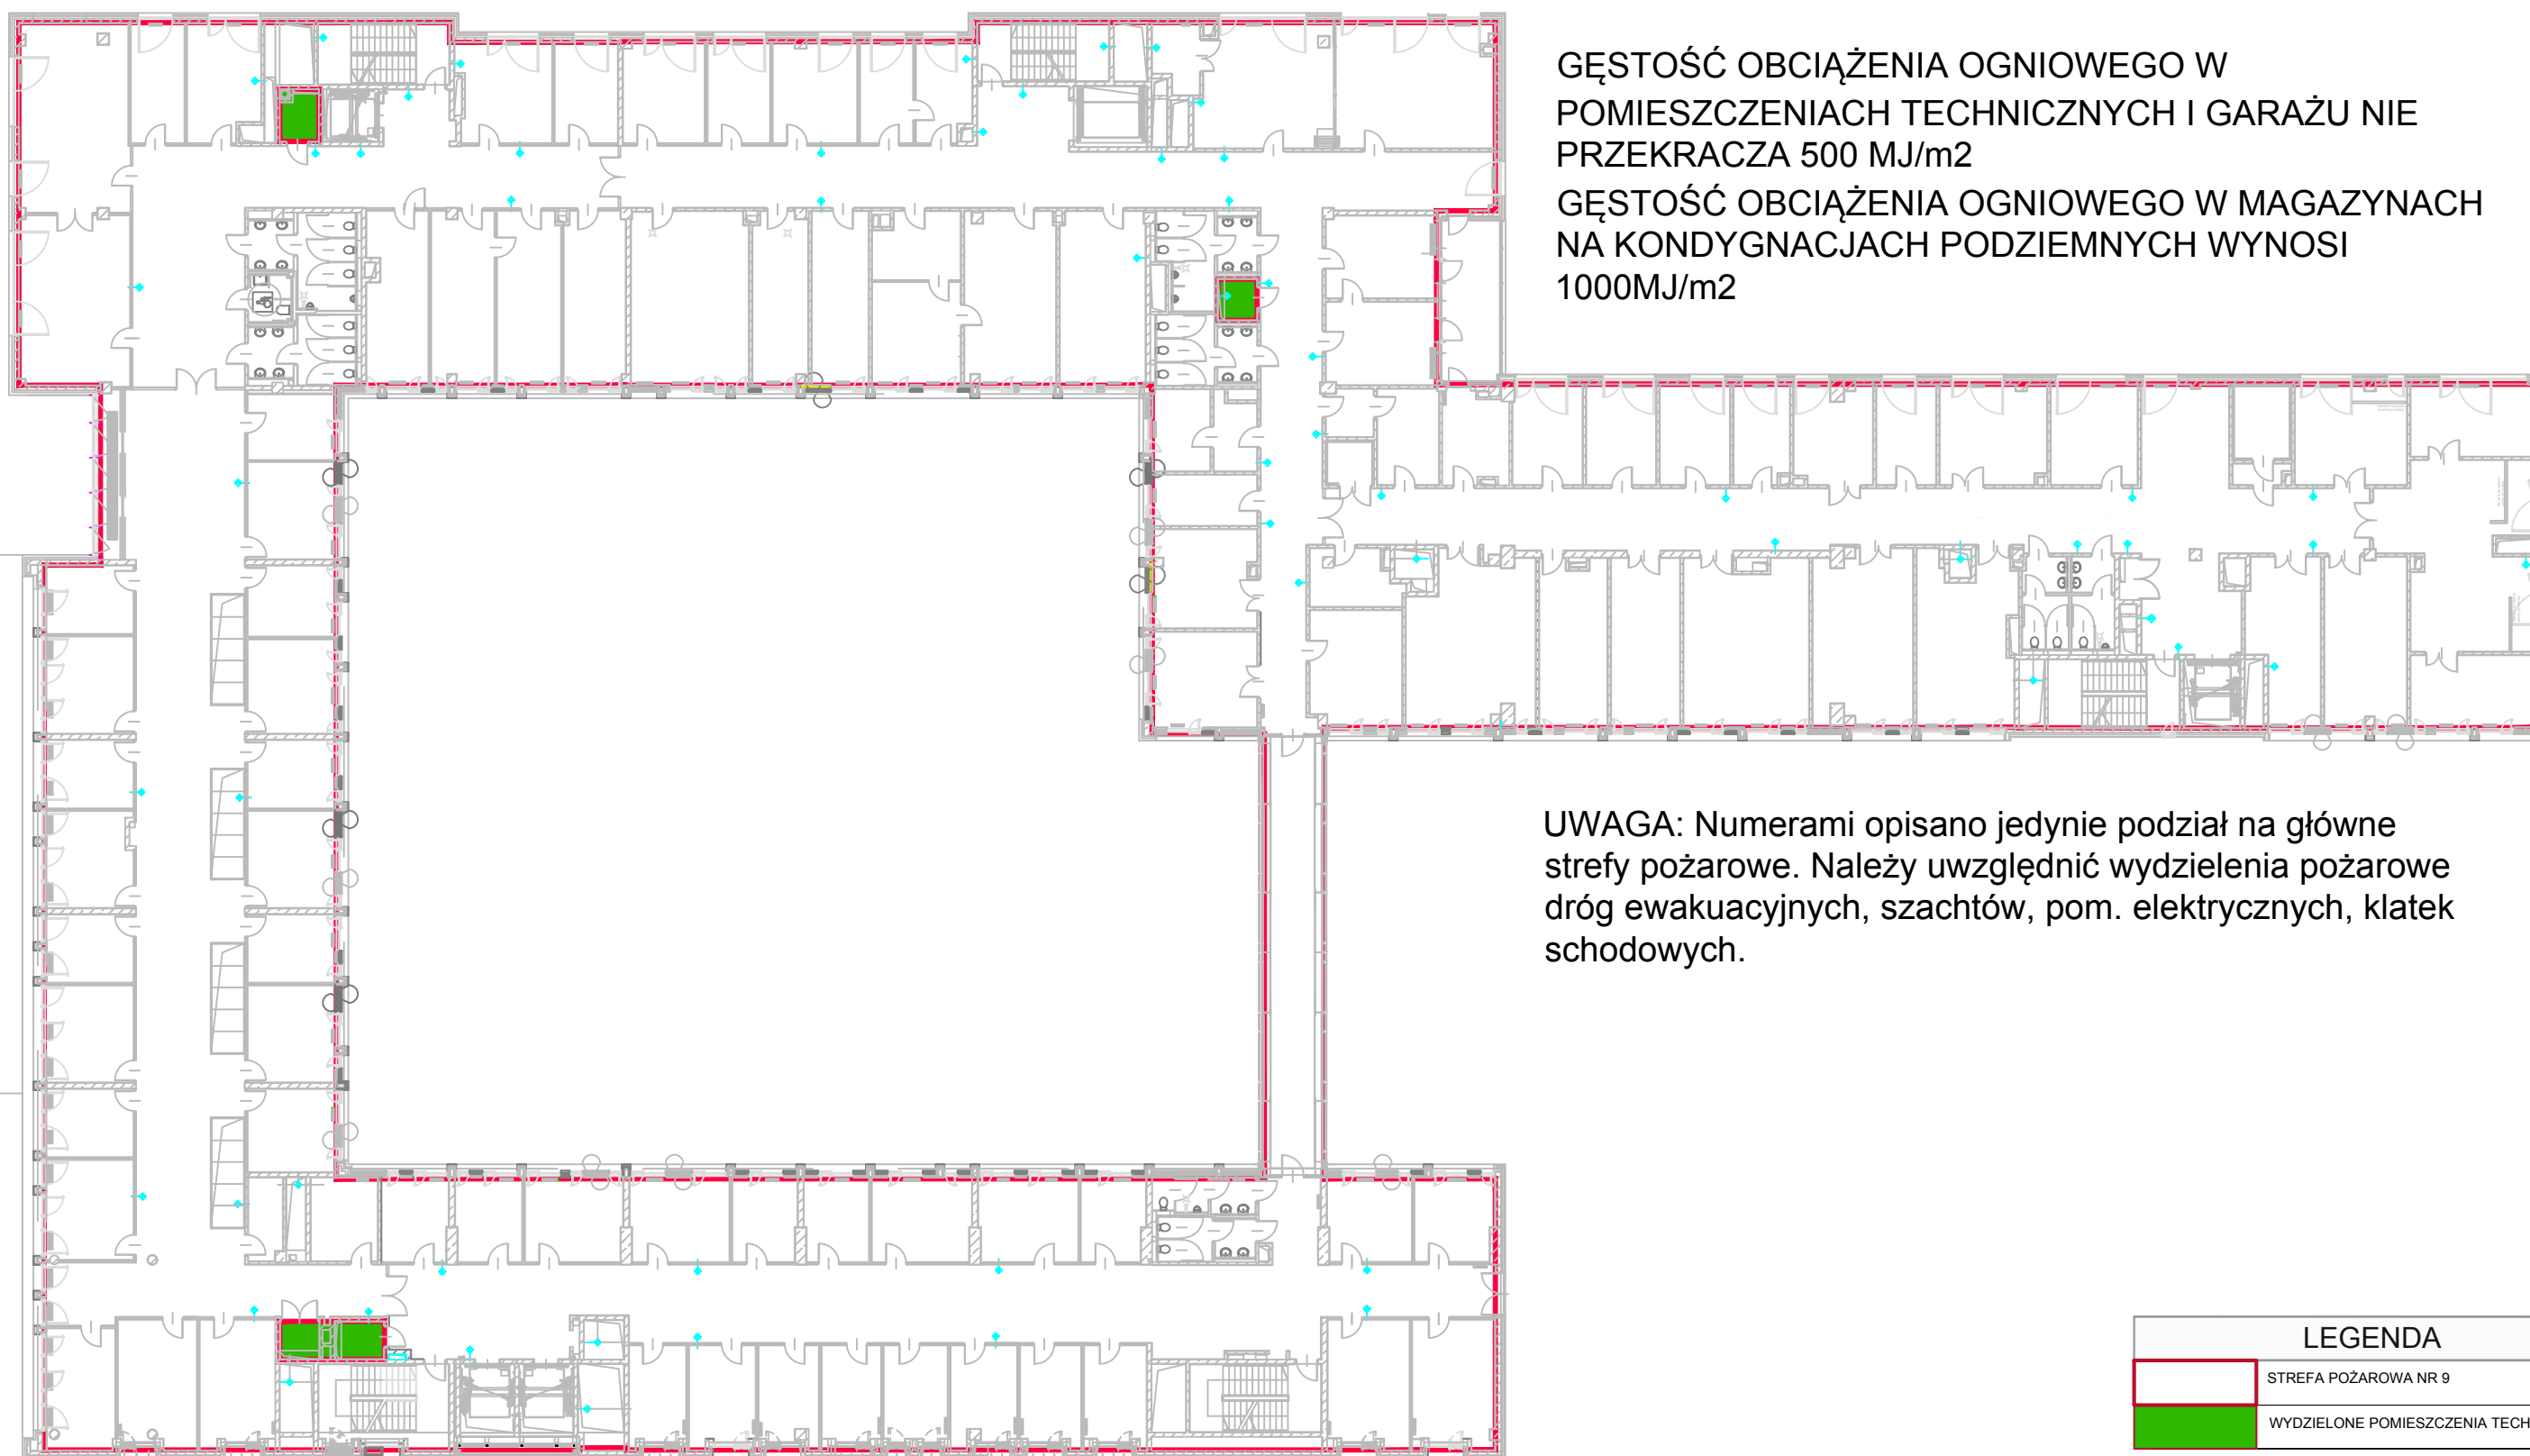 GĘSTOŚĆ OBCIĄŻENIA OGNIOWEGO W
POMIESZCZENIACH TECHNICZNYCH I GARAŻU NIE
PRZEKRACZA 500 MJ/m2
GĘSTOŚĆ OBCIĄŻENIA OGNIOWEGO W MAGAZYNACH
NA KONDYGNACJACH PODZIEMNYCH WYNOSI
1000MJ/m2
UWAGA: Numerami opisano jedynie podział na główne
strefy pożarowe. Należy uwzględnić wydzielenia pożarowe
dróg ewakuacyjnych, szachtów, pom. elektrycznych, klatek
schodowych.
LEGENDA
STREFA POŻAROWA NR 9
WYDZIELONE POMIESZCZENIA TECH